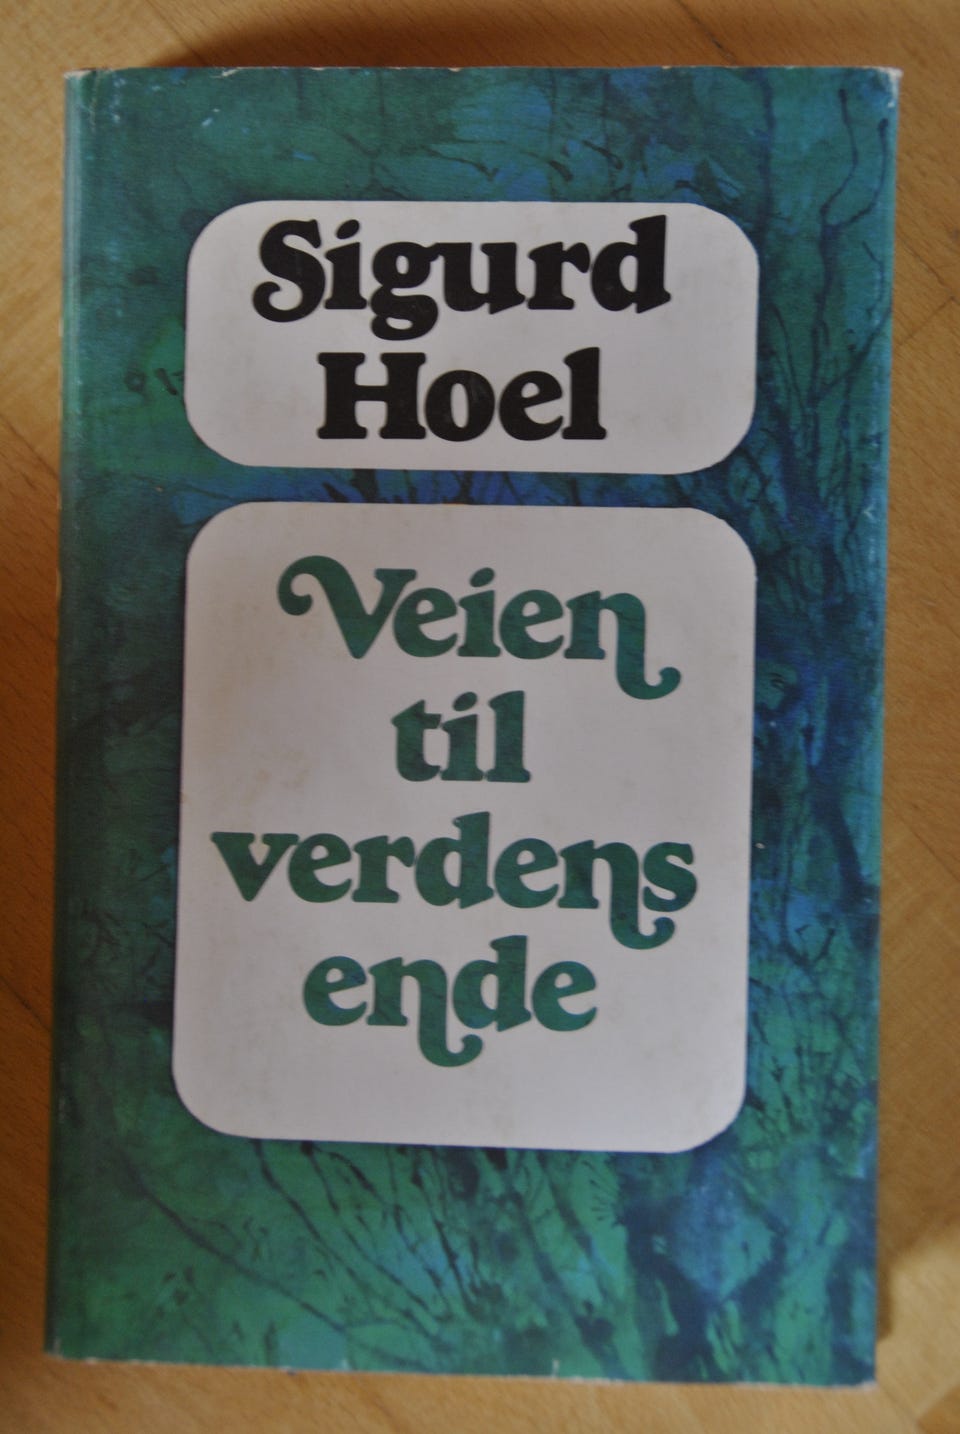 Sigurd
Hoel
Veien
til
verdens
ende